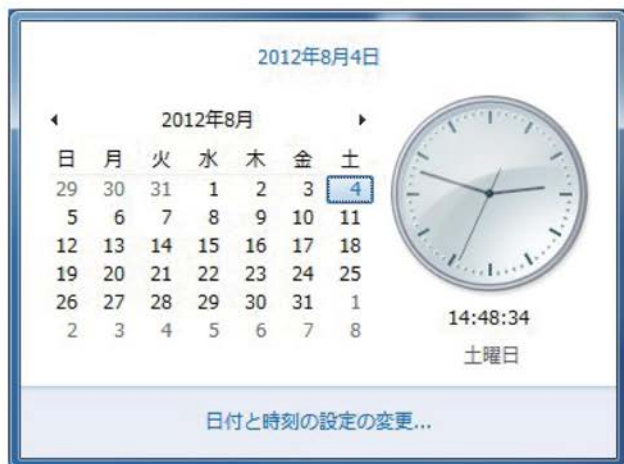 2012年8月4日
2012年8月
日 月 火 水 木 金 土
29 30 31 1 2 3 4
5 6 7 8 9 10 11
12 13 14 15 16 17 18
19 20 21 22 23 24 25
26 27 28 29 30 31 1
2 3 4 5 6 7 8
14:48:34
土曜日
日付と時刻の設定の変更...